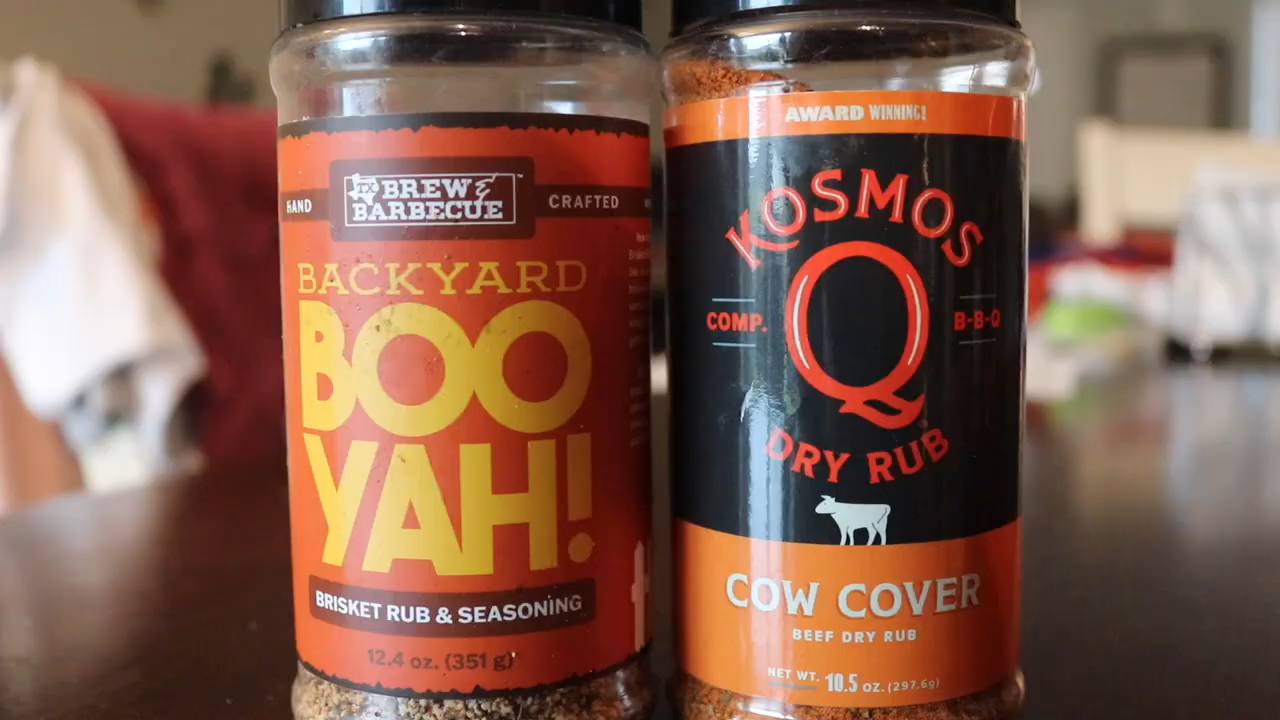 HAND
TX BREW & BARBECUE
CRAFTED
BACKYARD
BOO
YAH!
BRISKET RUB & SEASONING
12.4 oz. (351 g)
AWARD WINNING!
KOSMOS
Q
COMP.
B-B-Q
DRY RUB
COW COVER
BEEF DRY RUB
NET WT. 10.5 oz. (297.6g)